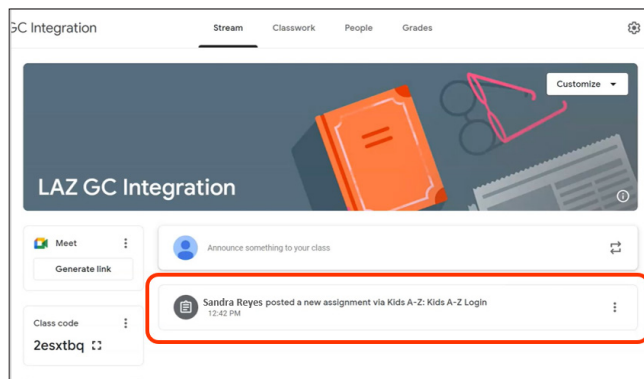 GC Integration
Stream Classwork People Grades
Customize
LAZ GC Integration
Meet
Generate link
Announce something to your class
Sandra Reyes posted a new assignment via Kids A-Z: Kids A-Z Login
12:42 PM
Class code
2esxtbq